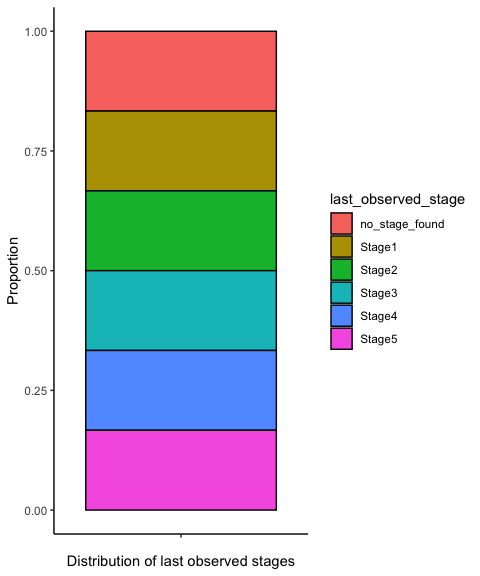 1.00
0.75
0.50
0.25
0.00
Proportion
Distribution of last observed stages
last_observed_stage
no_stage_found
Stage1
Stage2
Stage3
Stage4
Stage5